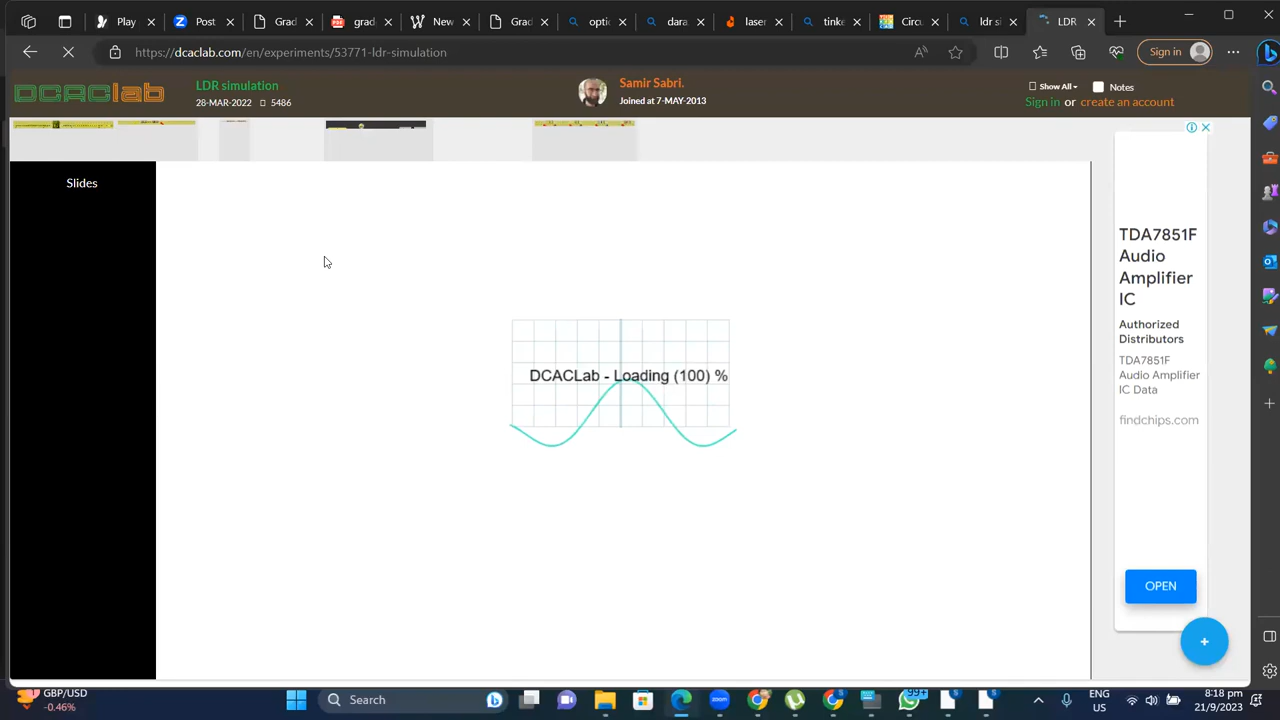 Play
Post
Grad
grad
New
Grad
optic
dara
laser
tinke
Circu
ldr si
LDR
https://dcaclab.com/en/experiments/53771-ldr-simulation
Sign in
DCAClab
LDR simulation
28-MAR-2022 5486
Samir Sabri.
Joined at 7-MAY-2013
Show All
Notes
Sign in or create an account
Slides
DCACLab - Loading (100) %
TDA7851F
Audio
Amplifier
IC
Authorized
Distributors
TDA7851F
Audio Amplifier
IC Data
findchips.com
OPEN
+
GBP/USD
-0.46%
Search
99+
ENG
US
8:18 pm
21/9/2023